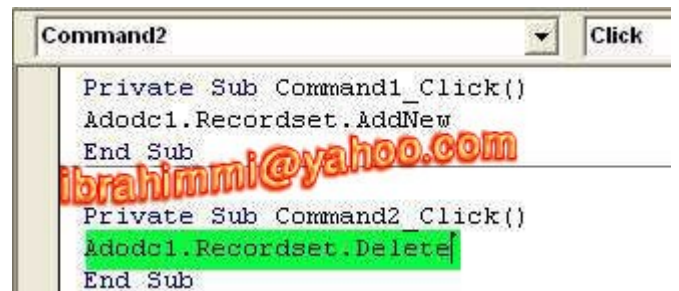 Command2 Click
Private Sub Command1_Click()
Adodc1.Recordset.AddNew
End Sub
ibrahimmi@yahoo.com
Private Sub Command2_Click()
Adodc1.Recordset.Delete
End Sub